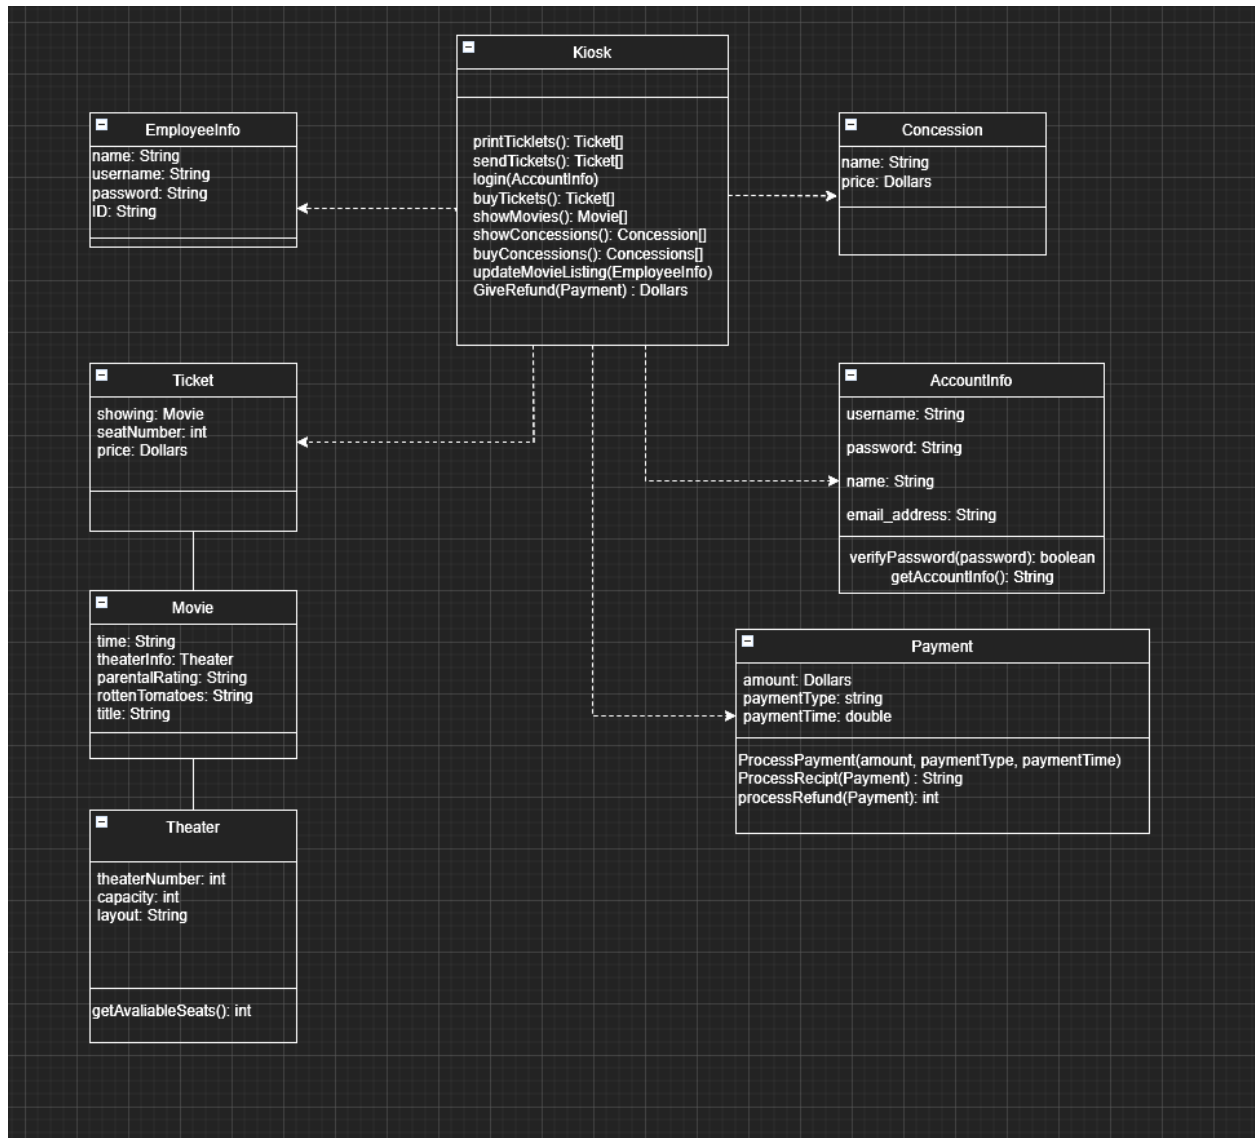 Kiosk
printTicklets(): Ticket[]
sendTickets(): Ticket[]
login(AccountInfo)
buyTickets(): Ticket[]
showMovies(): Movie[]
showConcessions(): Concession[]
buyConcessions(): Concessions[]
updateMovieListing(EmployeeInfo)
GiveRefund(Payment) : Dollars
EmployeeInfo
name: String
username: String
password: String
ID: String
Concession
name: String
price: Dollars
Ticket
showing: Movie
seatNumber: int
price: Dollars
AccountInfo
username: String
password: String
name: String
email_address: String
verifyPassword(password): boolean
getAccountInfo(): String
Movie
time: String
theaterInfo: Theater
parentalRating: String
rottenTomatoes: String
title: String
Payment
amount: Dollars
paymentType: string
paymentTime: double
ProcessPayment(amount, paymentType, paymentTime)
ProcessRecipt(Payment) : String
processRefund(Payment): int
Theater
theaterNumber: int
capacity: int
layout: String
getAvaliableSeats(): int